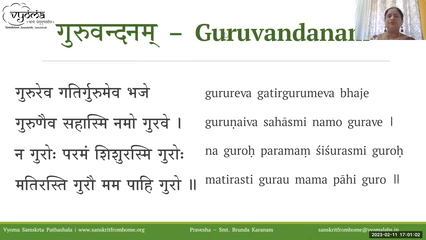 vyoma
गुरुवन्दनम् – Guruvandanam
गुरुरेव गतिर्गुरुमेव भजे
gurureva gatirgurumeva bhaje
गुरुणैव सहास्मि नमो गुरवे ।
guruṇaiva sahāsmi namo gurave |
न गुरोः परमं शिशुरस्मि गुरोः
na guroḥ paramaṃ śiśurasmi guroḥ
मतिरस्ति गुरौ मम पाहि गुरो ॥
matirasti gurau mama pāhi guro ||
Vyoma Samskrta Pathashala | www.sanskritfromhome.org
Pravesha – Smt. Brunda Karanam
sanskritfromhome@vyomalabs.in
2023-02-11 17:01:02